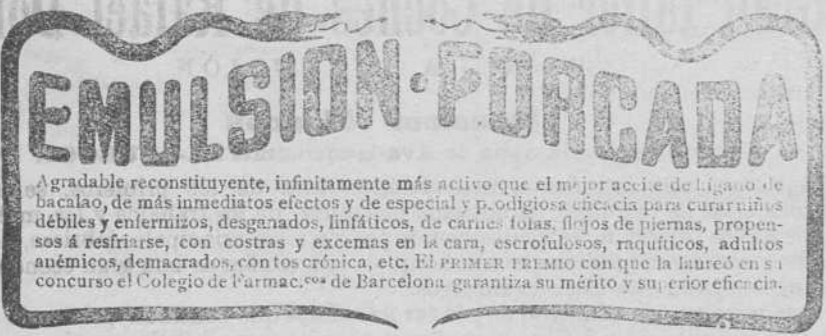 EMULSION·FORCADA
Agradable reconstituyente, infinitamente más activo que el mejor aceite de hígado de
bacalao, de más inmediatos efectos y de especial y prodigiosa eficacia para curar niños
débiles y enfermizos, desganados, linfáticos, de carnes fofas, flojos de piernas, propen-
sos á resfriarse, con costras y excemas en la cara, escrofulosos, raquíticos, adultos
anémicos, demacrados, con tos crónica, etc. El PRIMER PREMIO con que la laureó en su
concurso el Colegio de Farmac.cos de Barcelona garantiza su mérito y superior eficacia.